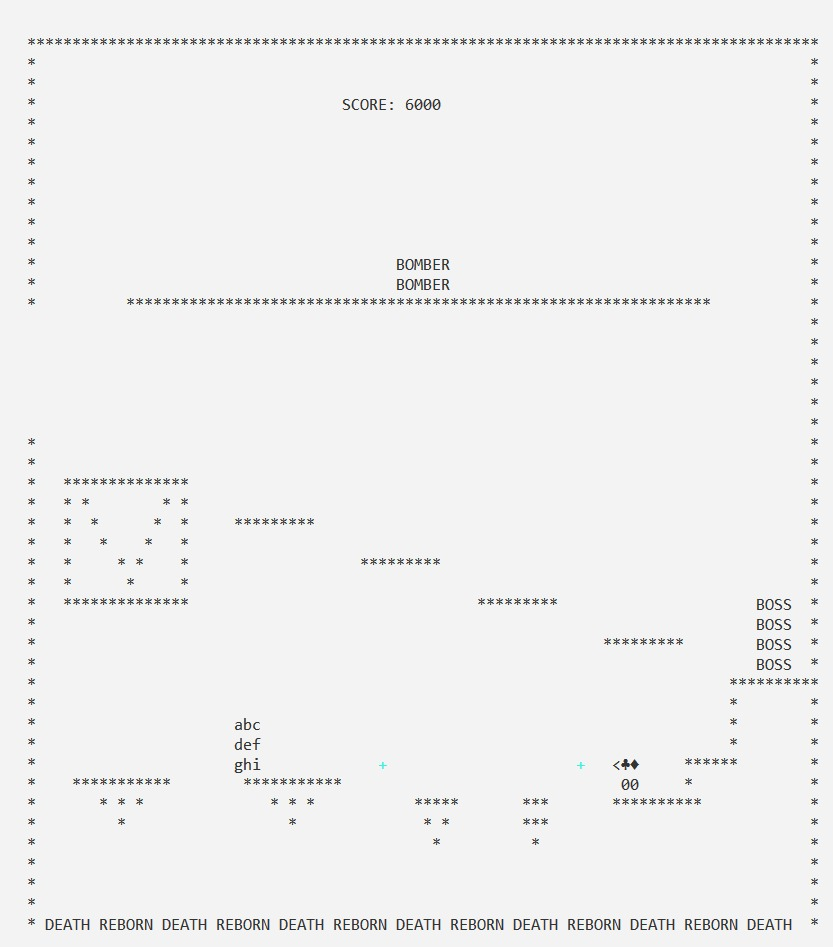 SCORE: 6000
BOMBER
BOMBER
BOSS
BOSS
BOSS
BOSS
abc
def
ghi
+ + <♣♦
00
DEATH REBORN DEATH REBORN DEATH REBORN DEATH REBORN DEATH REBORN DEATH REBORN DEATH